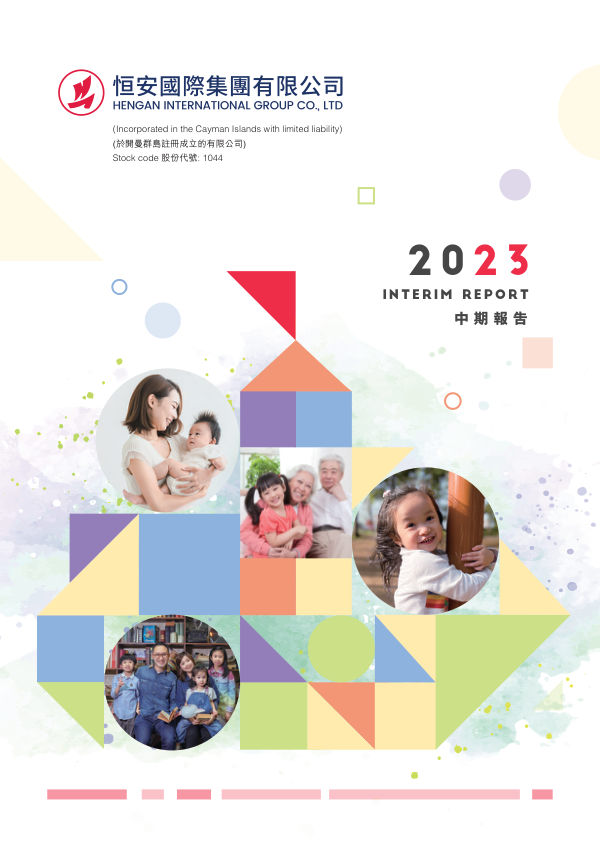 恒安國際集團有限公司
HENGAN INTERNATIONAL GROUP CO., LTD
(Incorporated in the Cayman Islands with limited liability)
(於開曼群島註冊成立的有限公司)
Stock code 股份代號: 1044
2023
INTERIM REPORT
中期報告